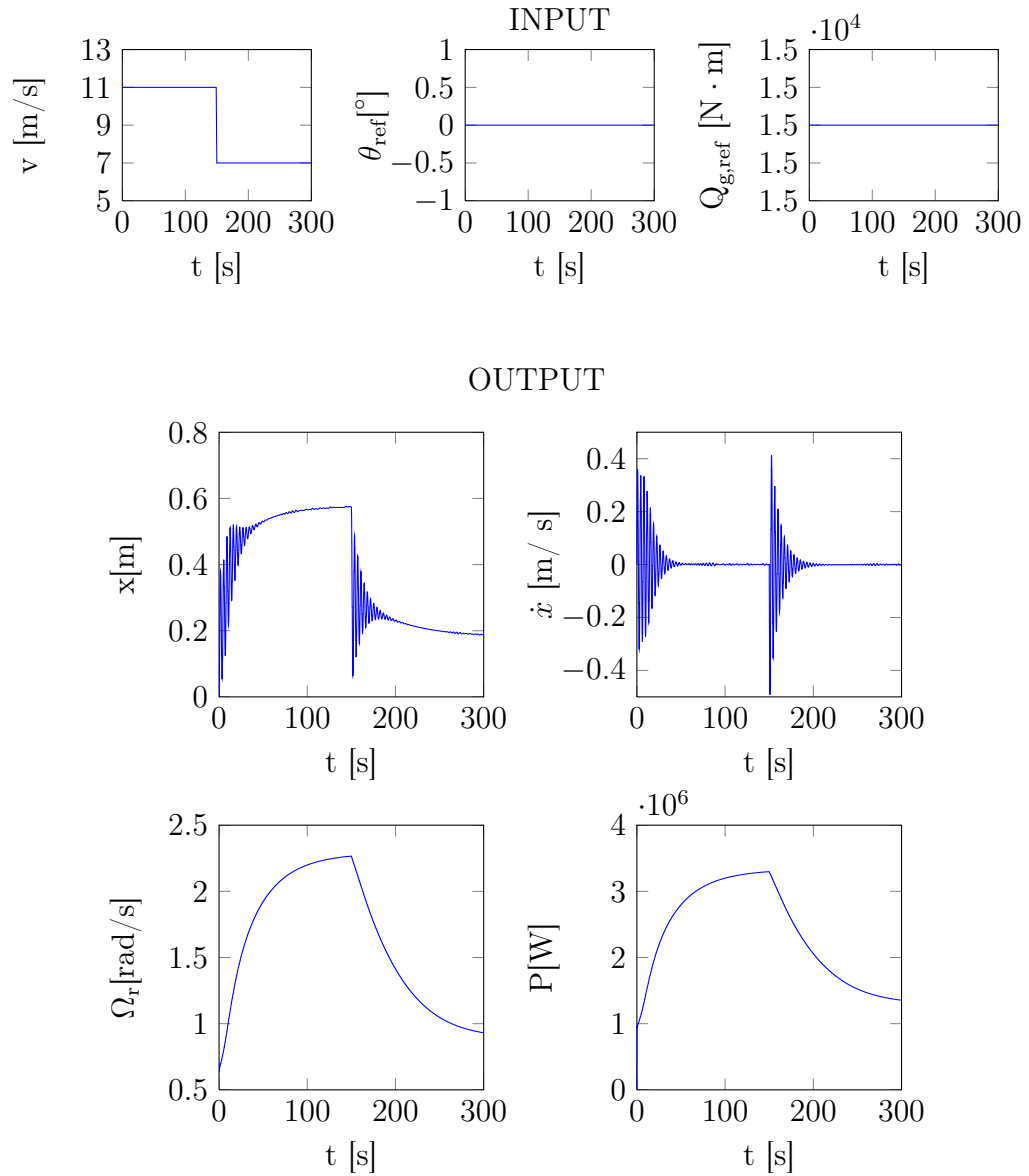 INPUT
·10⁴
13
11
9
7
5
v [m/s]
0 100 200 300
t [s]
1
0.5
0
−0.5
−1
θref[°]
0 100 200 300
t [s]
1.5
1.5
1.5
1.5
1.5
Qg,ref [N · m]
0 100 200 300
t [s]
OUTPUT
0.8
0.6
0.4
0.2
0
x[m]
0 100 200 300
t [s]
0.4
0.2
0
−0.2
−0.4
ẋ [m/ s]
0 100 200 300
t [s]
2.5
2
1.5
1
0.5
Ωr[rad/s]
0 100 200 300
t [s]
·10⁶
4
3
2
1
0
P[W]
0 100 200 300
t [s]